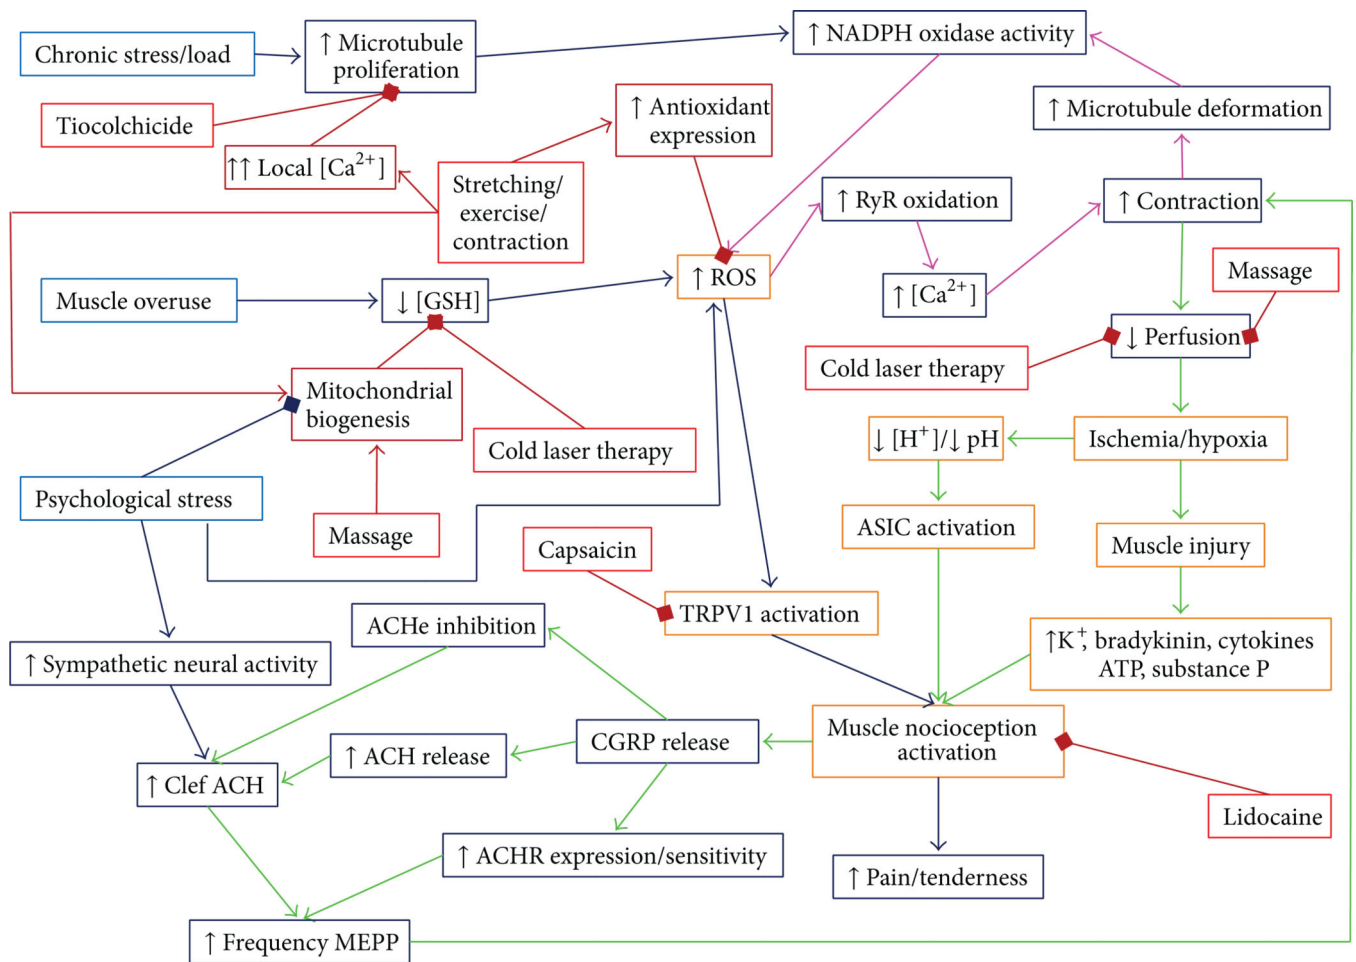 Chronic stress/load
↑ Microtubule
proliferation
↑ NADPH oxidase activity
Tiocolchicide
↑ Antioxidant
expression
↑ Microtubule deformation
↑↑ Local [Ca²⁺]
Stretching/
exercise/
contraction
↑ RyR oxidation
↑ Contraction
Muscle overuse
↓ [GSH]
↑ ROS
↑ [Ca²⁺]
Massage
↓ Perfusion
Cold laser therapy
Mitochondrial
biogenesis
Cold laser therapy
↓ [H⁺]/↓ pH
Ischemia/hypoxia
Psychological stress
Massage
Capsaicin
ASIC activation
Muscle injury
ACHe inhibition
TRPV1 activation
↑K⁺, bradykinin, cytokines
ATP, substance P
↑ Sympathetic neural activity
↑ Clef ACH
↑ ACH release
CGRP release
Muscle nocioception
activation
Lidocaine
↑ ACHR expression/sensitivity
↑ Pain/tenderness
↑ Frequency MEPP